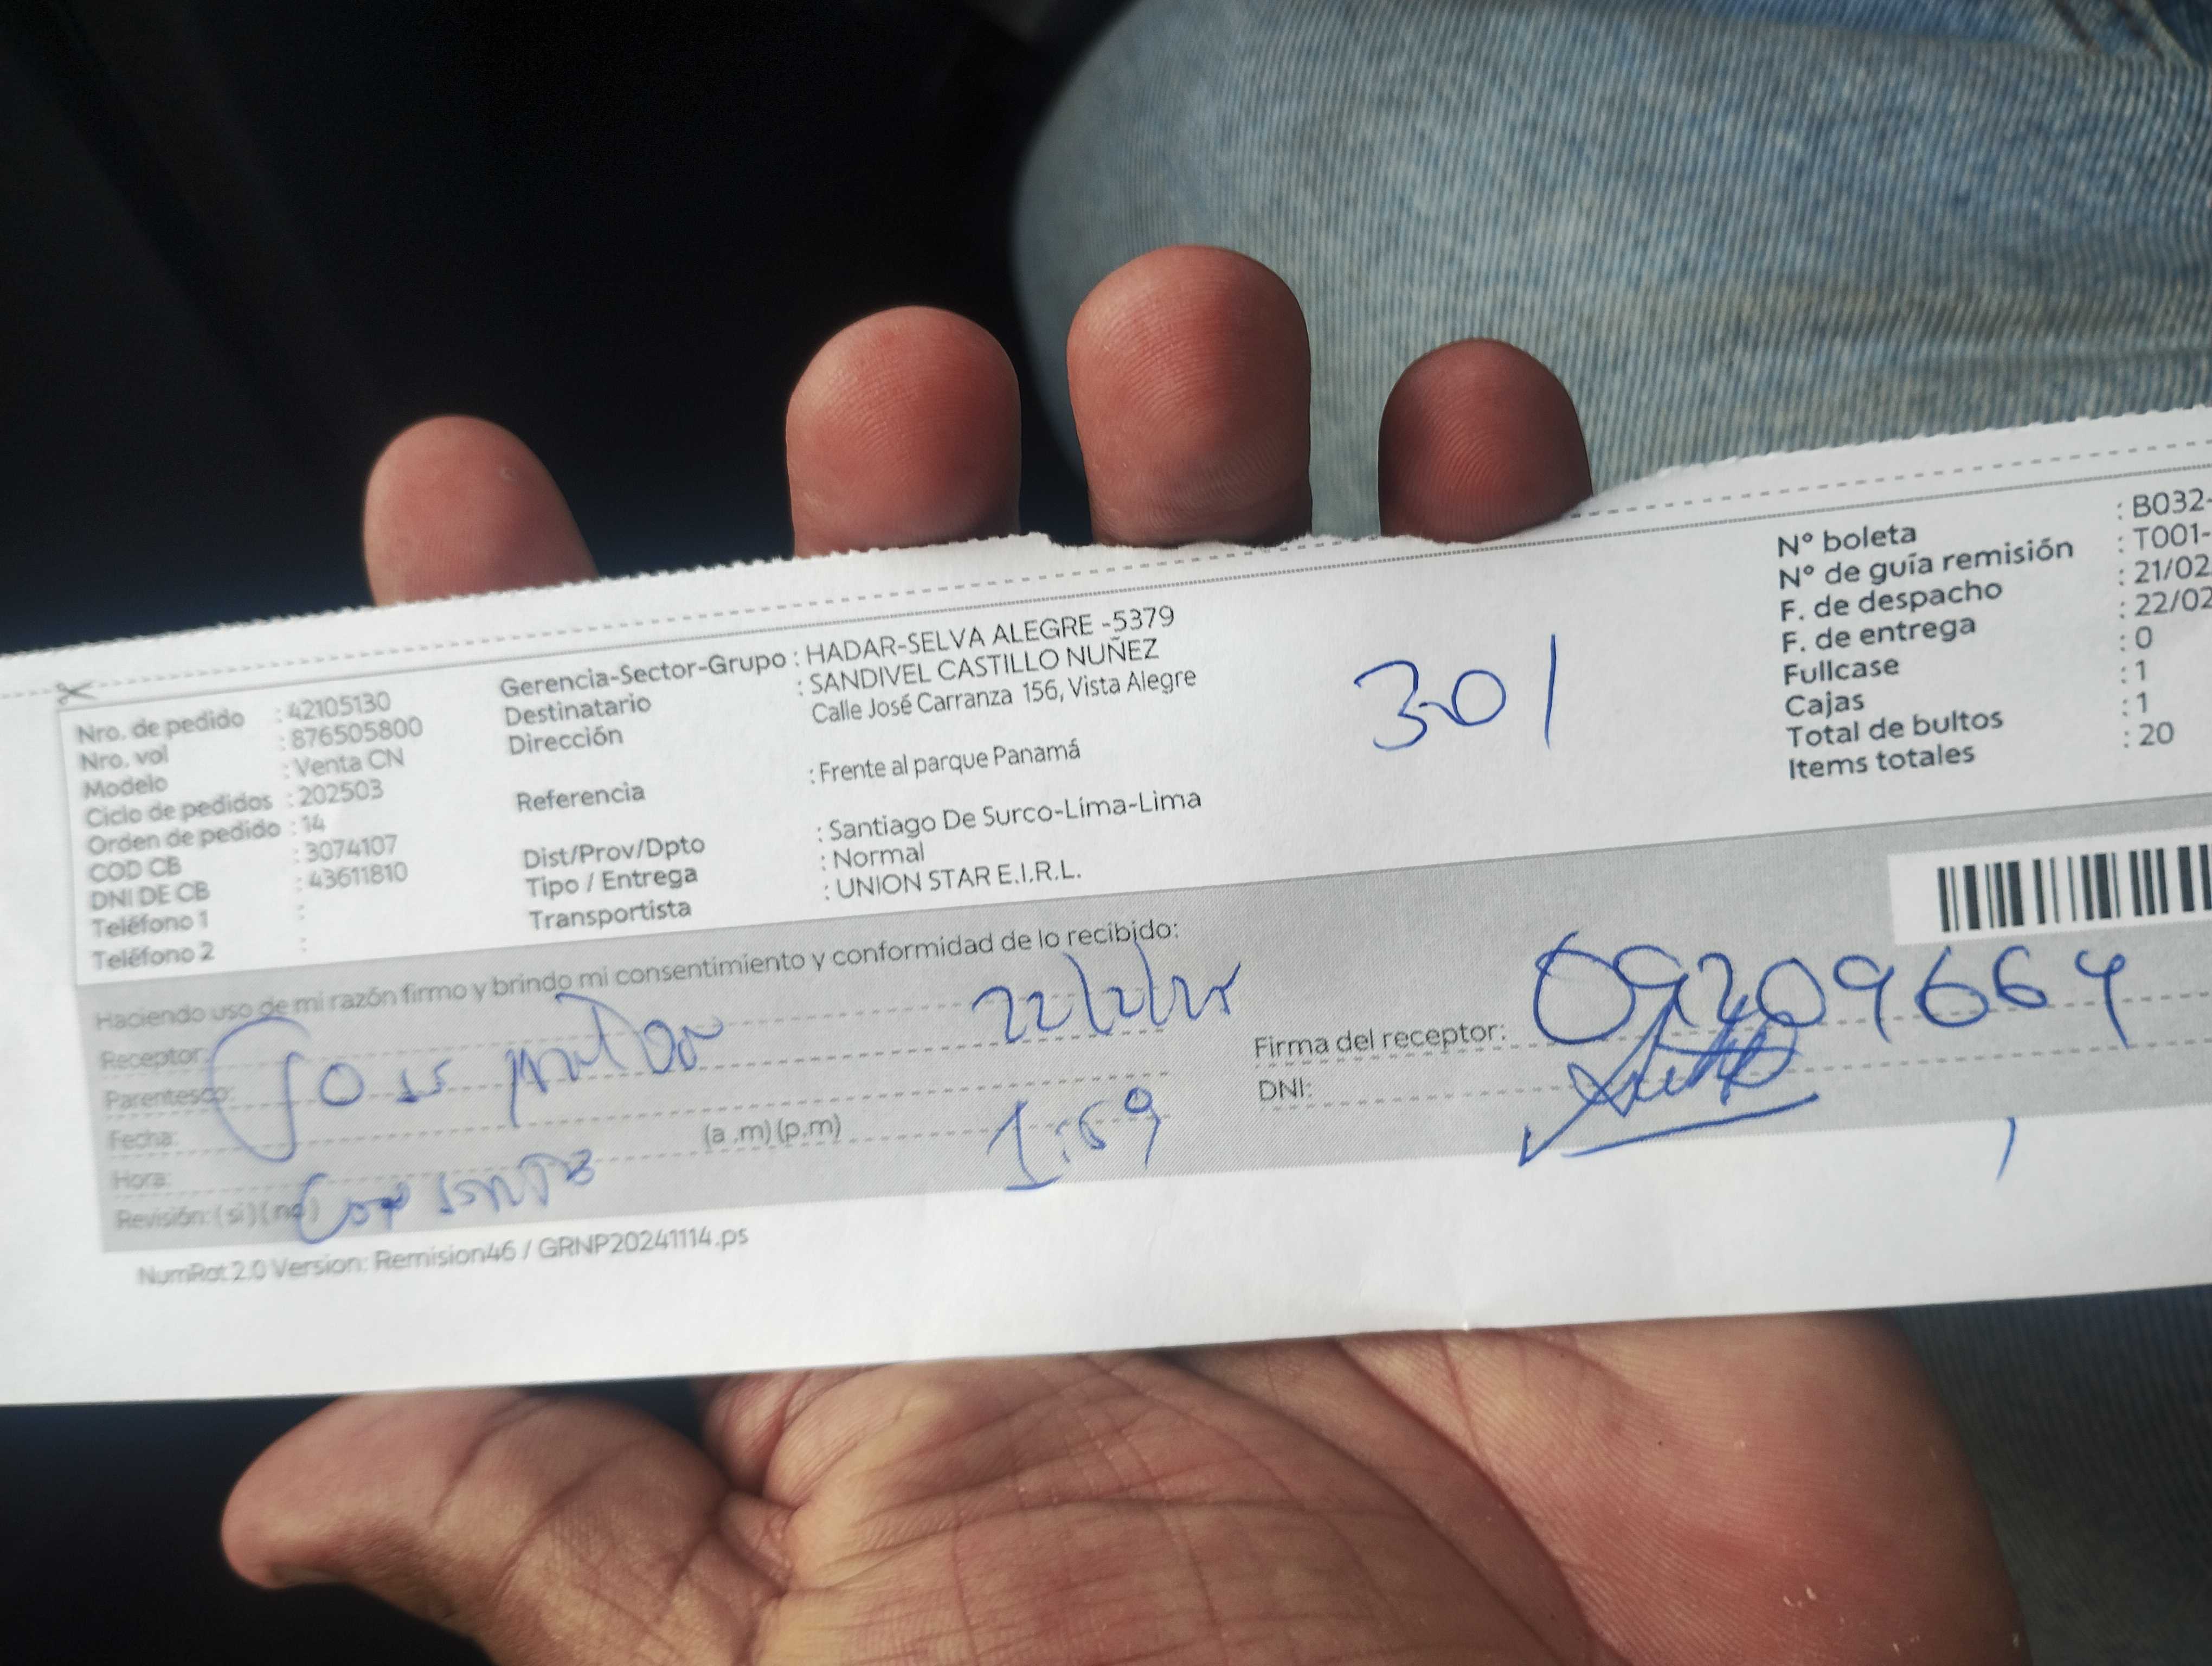 Nro. de pedido : 42105130
Nro. vol : 876505800
Modelo : Venta CN
Ciclo de pedidos : 202503
Orden de pedido : 14
COD CB : 3074107
DNI DE CB : 43611810
Teléfono 1 :
Teléfono 2 :
Gerencia-Sector-Grupo : HADAR-SELVA ALEGRE -5379
Destinatario : SANDIVEL CASTILLO NUÑEZ
Dirección Calle José Carranza 156, Vista Alegre
Referencia : Frente al parque Panamá
Dist/Prov/Dpto : Santiago De Surco-Lima-Lima
Tipo / Entrega : Normal
Transportista : UNION STAR E.I.R.L.
301
N° boleta : B032-
N° de guía remisión : T001-
F. de despacho : 21/02
F. de entrega : 22/02
Fullcase : 0
Cajas : 1
Total de bultos : 1
Items totales : 20
Haciendo uso de mi razón firmo y brindo mi consentimiento y conformidad de lo recibido:
Receptor:
Parentesco:
Fecha:
Hora: (a .m) (p.m)
Revisión: ( si ) ( no )
22/2/25
Firma del receptor: 09209664
DNI:
NumRot 2.0 Version: Remision46 / GRNP20241114.ps